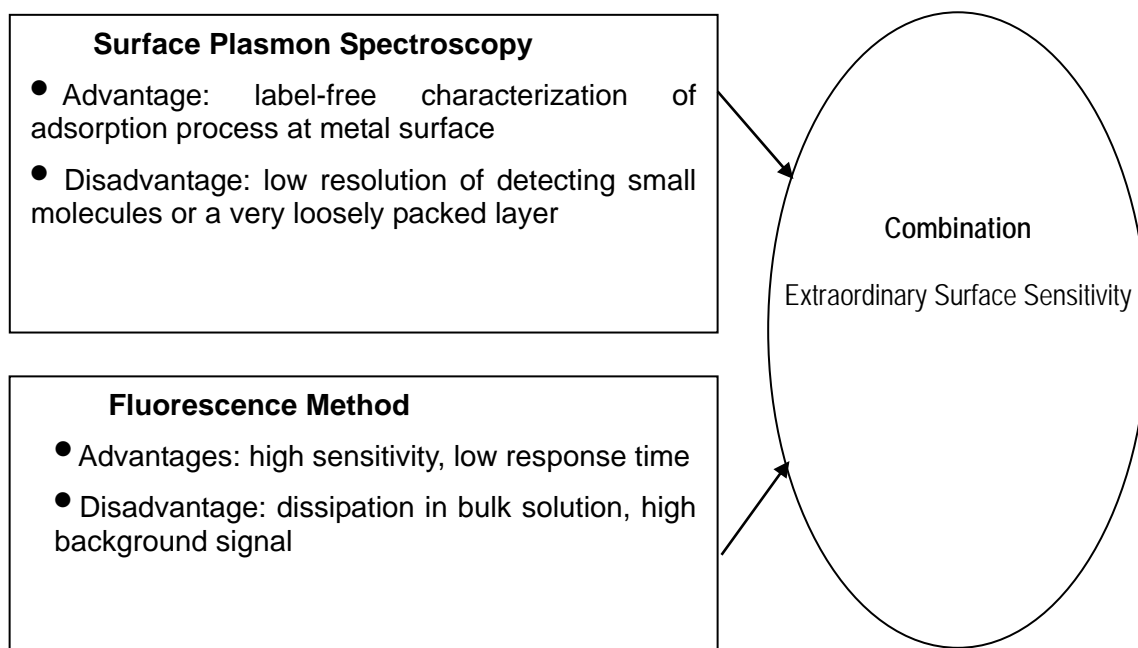 Surface Plasmon Spectroscopy
• Advantage: label-free characterization of
adsorption process at metal surface
• Disadvantage: low resolution of detecting small
molecules or a very loosely packed layer
Combination
Extraordinary Surface Sensitivity
Fluorescence Method
• Advantages: high sensitivity, low response time
• Disadvantage: dissipation in bulk solution, high
background signal